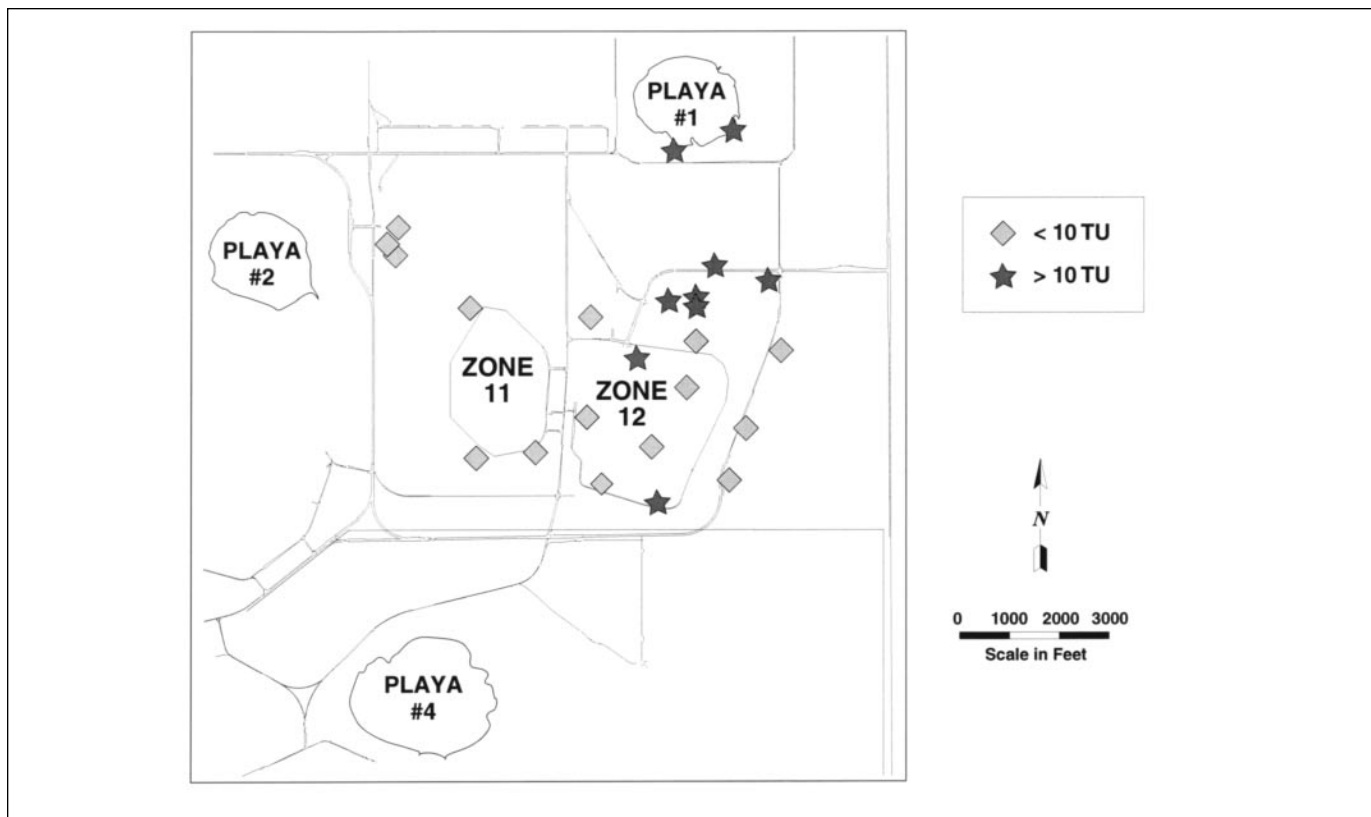 PLAYA
#1
PLAYA
#2
< 10 TU
> 10 TU
ZONE
11
ZONE
12
N
0 1000 2000 3000
Scale in Feet
PLAYA
#4